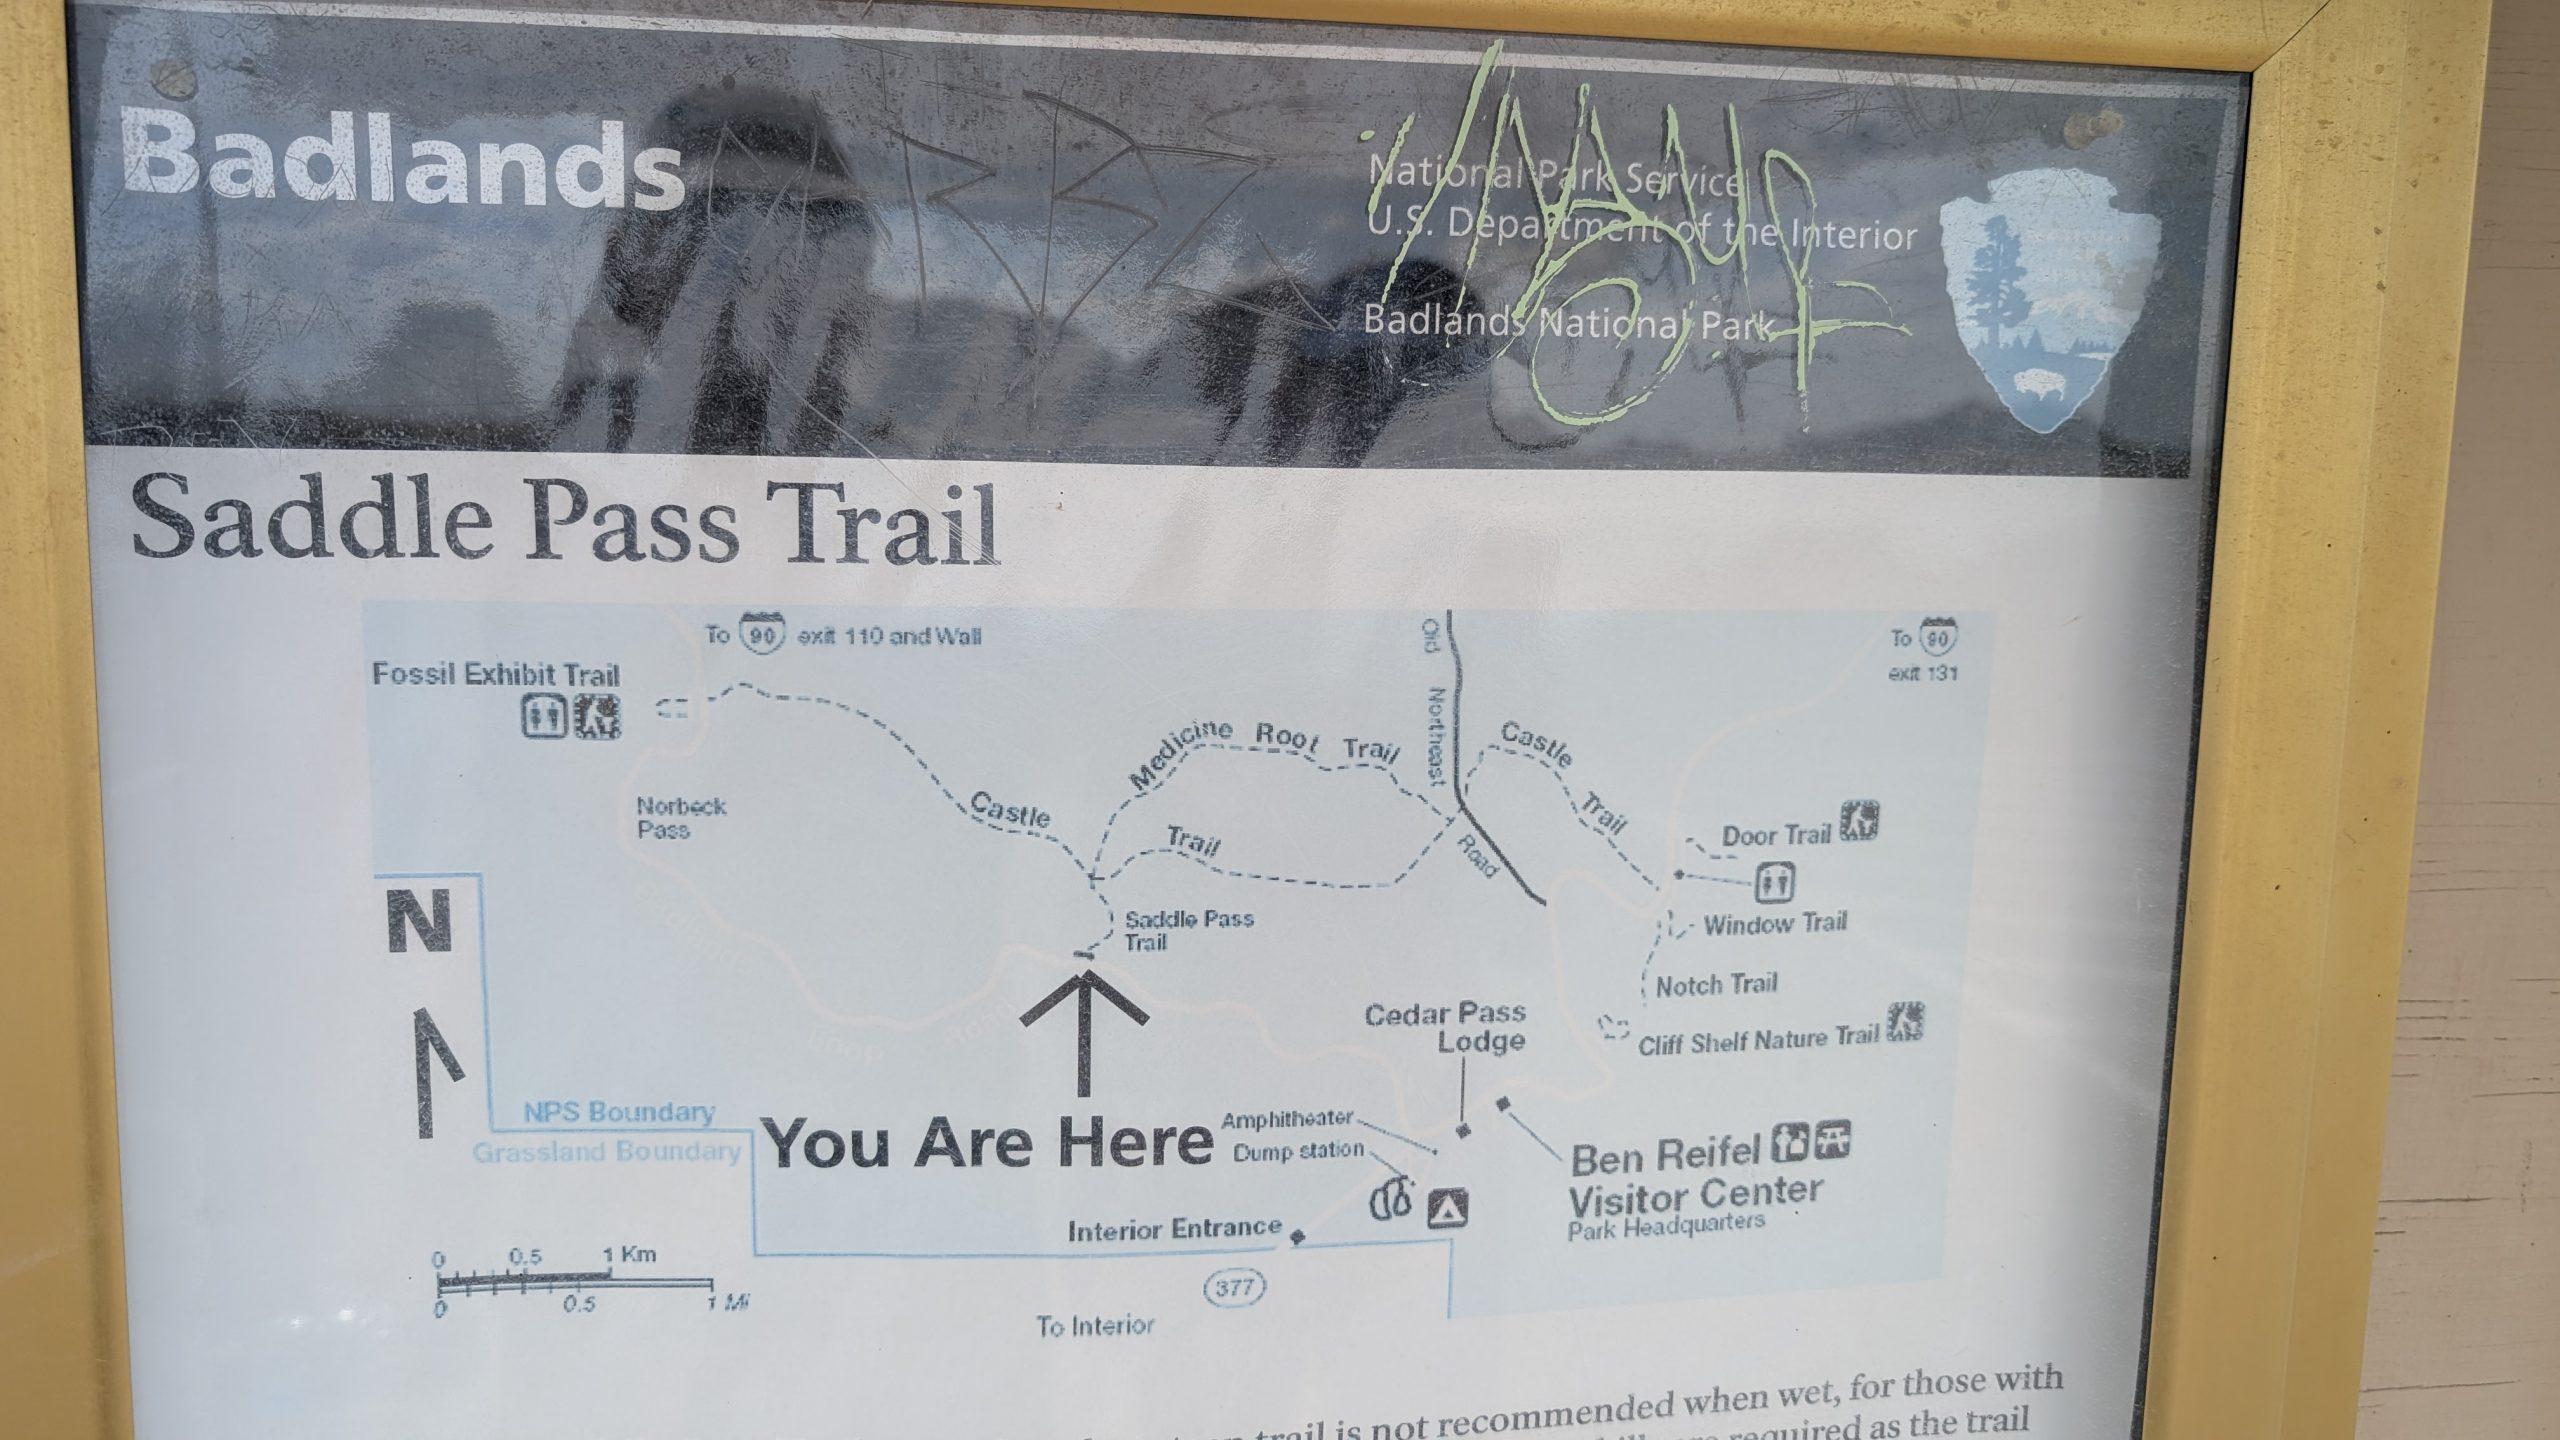 Badlands
National Park Service
U.S. Department of the Interior
Badlands National Park
Saddle Pass Trail
To 90 exit 110 and Wall
To 90
exit 131
Fossil Exhibit Trail
Old Northeast Road
Medicine Root Trail
Castle Trail
Castle Trail
Norbeck
Pass
Door Trail
Saddle Pass
Trail
Window Trail
Notch Trail
N
Cedar Pass
Lodge
Cliff Shelf Nature Trail
Loop Road
NPS Boundary
Grassland Boundary
You Are Here
Amphitheater
Dump station
Ben Reifel
Visitor Center
Park Headquarters
Interior Entrance
0 0.5 1 Km
0 0.5 1 Mi
377
To Interior
trail is not recommended when wet, for those with
required as the trail